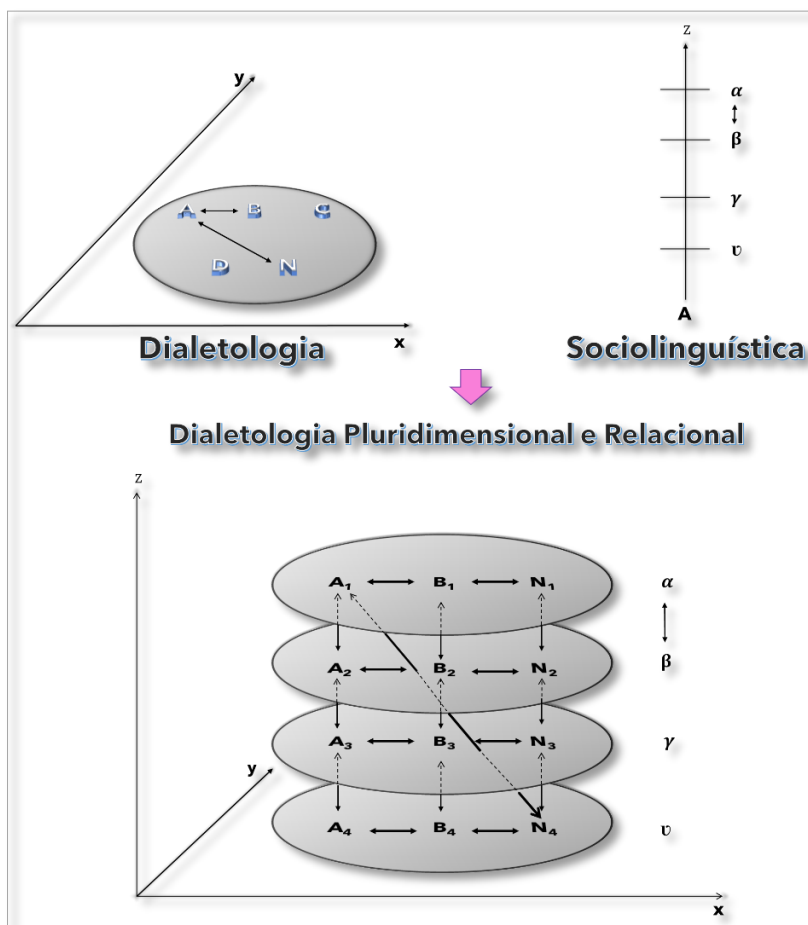 y
A B C
D N
x
Dialetologia
z
α
β
γ
υ
A
Sociolinguística
Dialetologia Pluridimensional e Relacional
z
A₁ B₁ N₁ α
A₂ B₂ N₂ β
A₃ B₃ N₃ γ
y
A₄ B₄ N₄ υ
x